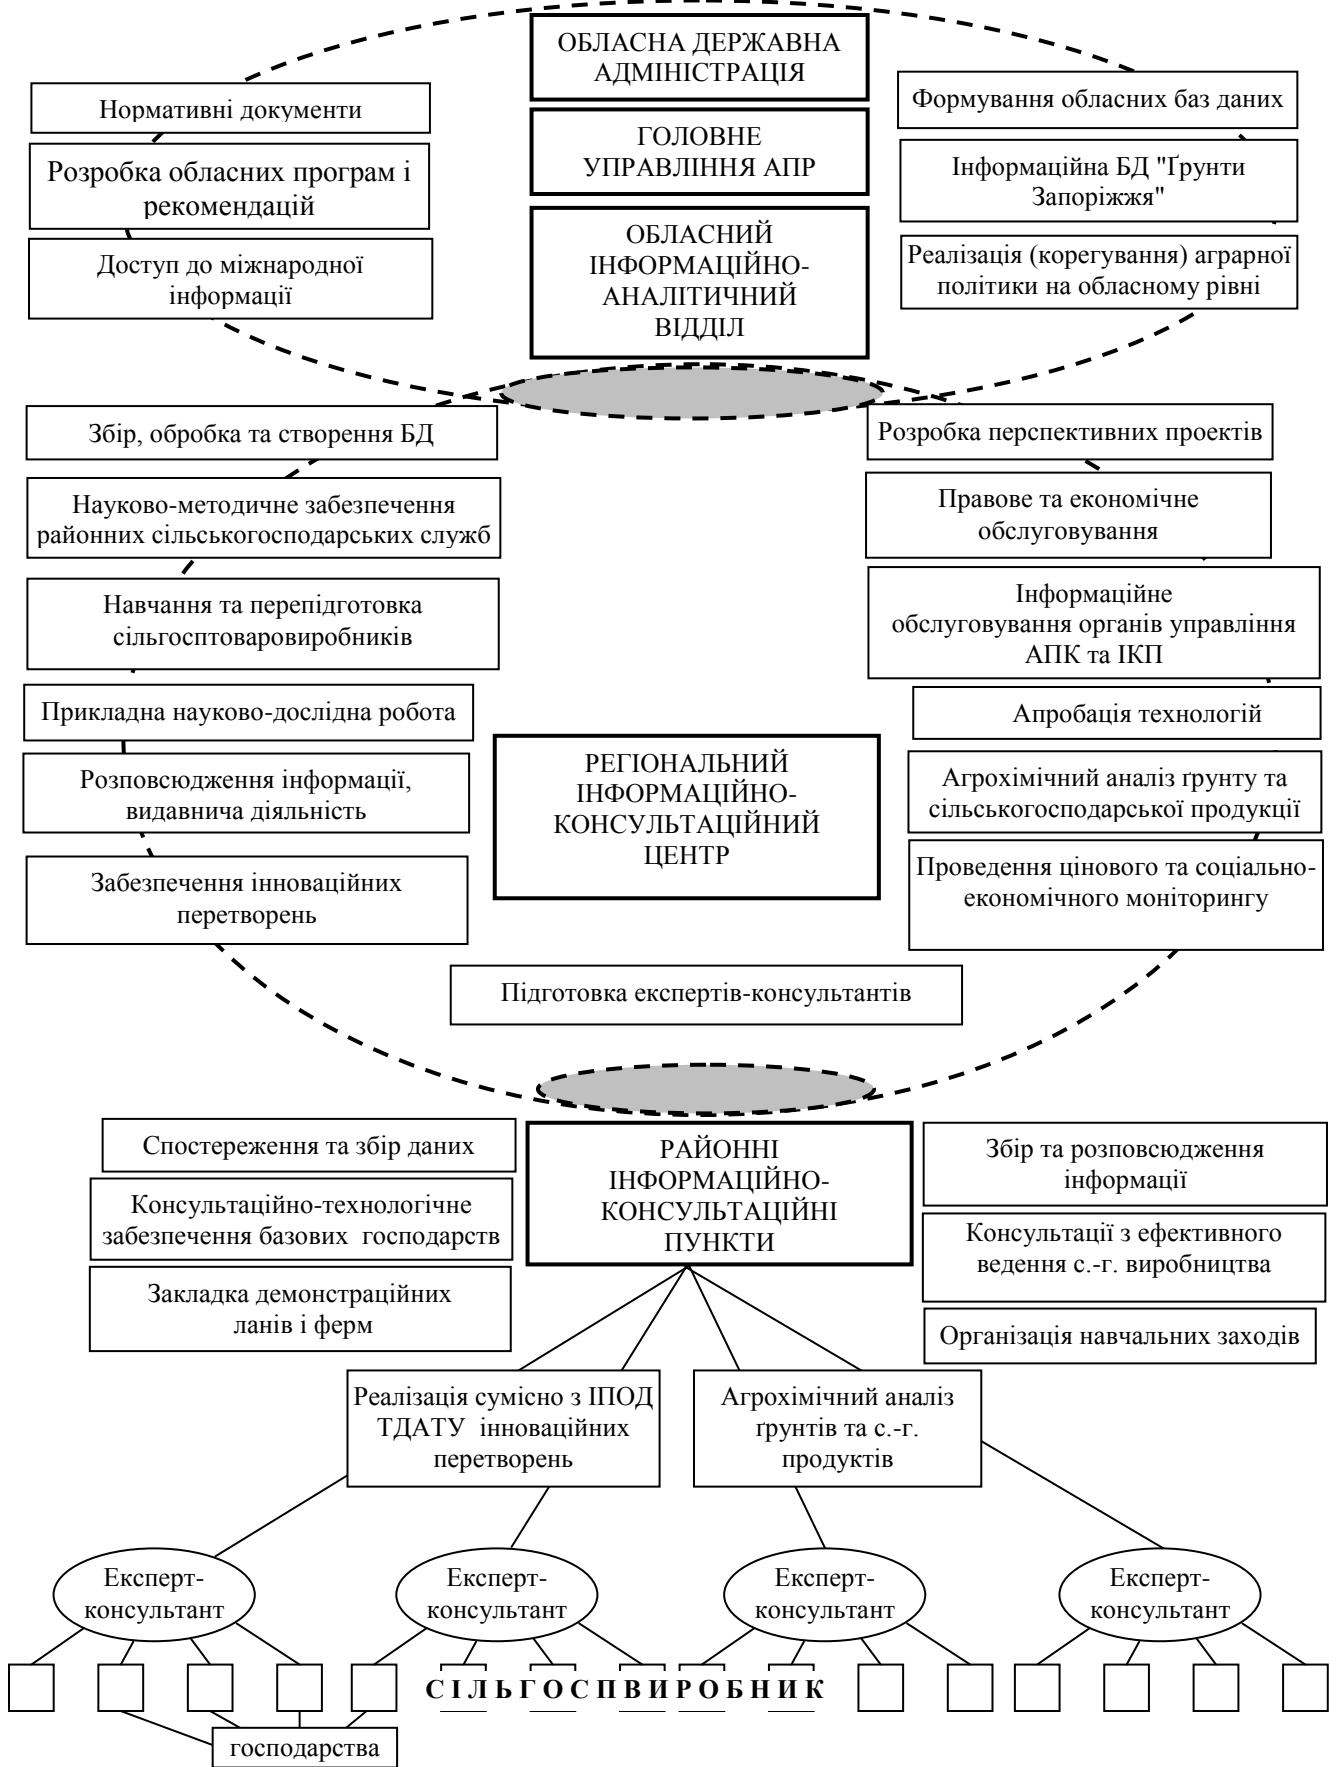 ОБЛАСНА ДЕРЖАВНА
АДМІНІСТРАЦІЯ
Нормативні документи
Формування обласних баз даних
ГОЛОВНЕ
УПРАВЛІННЯ АПР
Розробка обласних програм і
рекомендацій
Інформаційна БД "Ґрунти
Запоріжжя"
ОБЛАСНИЙ
ІНФОРМАЦІЙНО-
АНАЛІТИЧНИЙ
ВІДДІЛ
Доступ до міжнародної
інформації
Реалізація (корегування) аграрної
політики на обласному рівні
Збір, обробка та створення БД
Розробка перспективних проектів
Науково-методичне забезпечення
районних сільськогосподарських служб
Правове та економічне
обслуговування
Навчання та перепідготовка
сільгосптоваровиробників
Інформаційне
обслуговування органів управління
АПК та ІКП
Прикладна науково-дослідна робота
Апробація технологій
РЕГІОНАЛЬНИЙ
ІНФОРМАЦІЙНО-
КОНСУЛЬТАЦІЙНИЙ
ЦЕНТР
Розповсюдження інформації,
видавнича діяльність
Агрохімічний аналіз ґрунту та
сільськогосподарської продукції
Забезпечення інноваційних
перетворень
Проведення цінового та соціально-
економічного моніторингу
Підготовка експертів-консультантів
Спостереження та збір даних
РАЙОННІ
ІНФОРМАЦІЙНО-
КОНСУЛЬТАЦІЙНІ
ПУНКТИ
Збір та розповсюдження
інформації
Консультаційно-технологічне
забезпечення базових господарств
Консультації з ефективного
ведення с.-г. виробництва
Закладка демонстраційних
ланів і ферм
Організація навчальних заходів
Реалізація сумісно з ІПОД
ТДАТУ інноваційних
перетворень
Агрохімічний аналіз
ґрунтів та с.-г.
продуктів
Експерт-
консультант
Експерт-
консультант
Експерт-
консультант
Експерт-
консультант
СІЛЬГОСПВИРОБНИК
господарства